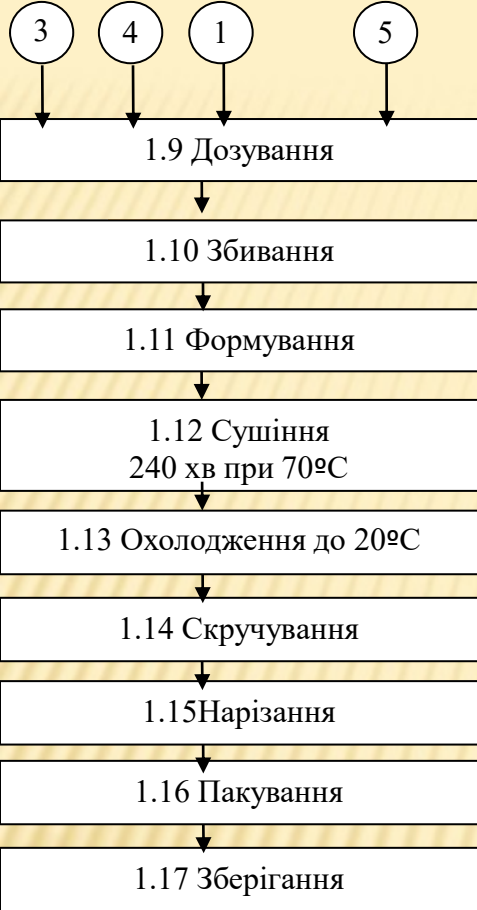 3 4 1 5
1.9 Дозування
1.10 Збивання
1.11 Формування
1.12 Сушіння
240 хв при 70ºС
1.13 Охолодження до 20ºС
1.14 Скручування
1.15Нарізання
1.16 Пакування
1.17 Зберігання